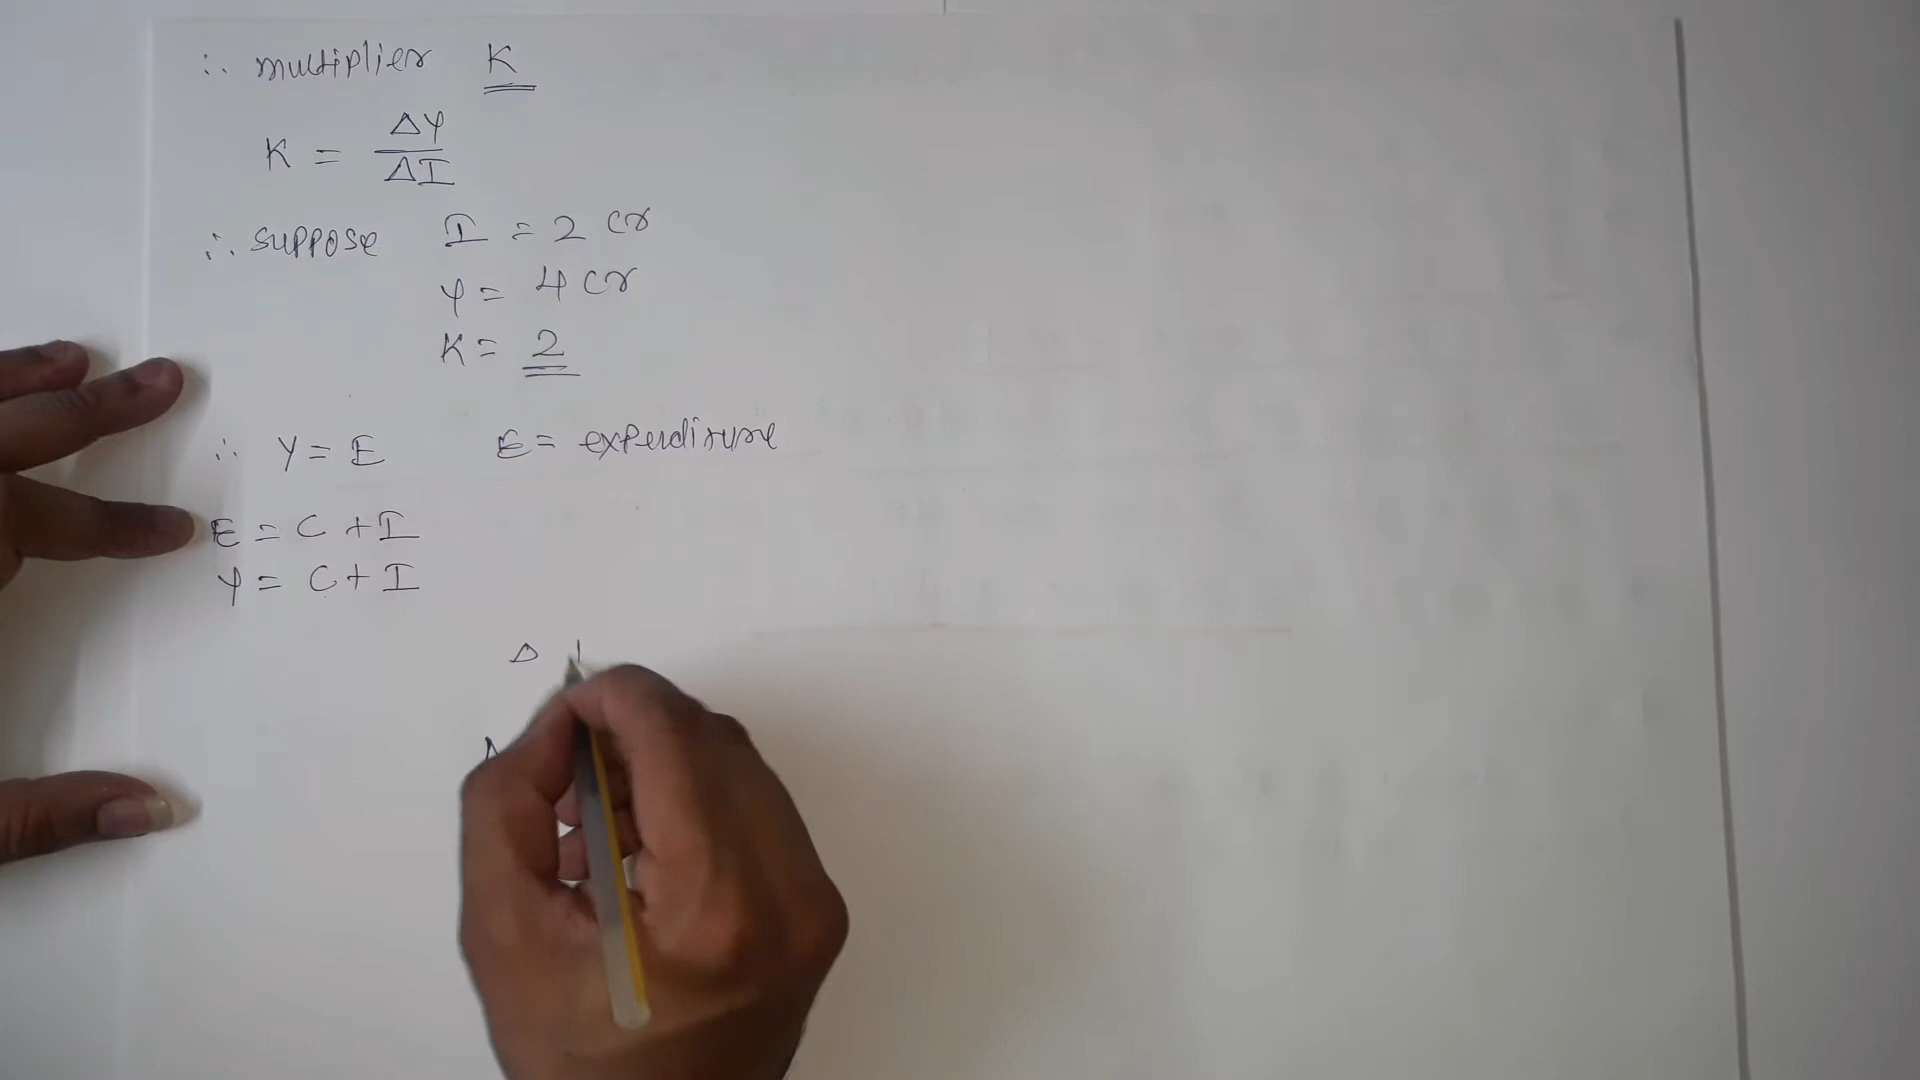 ∴ multiplier K
K = ΔY / ΔI
∴ suppose I = 2 cr
Y = 4 cr
K = 2
∴ Y = E E = expenditure
E = C + I
Y = C + I
Δ
Δ